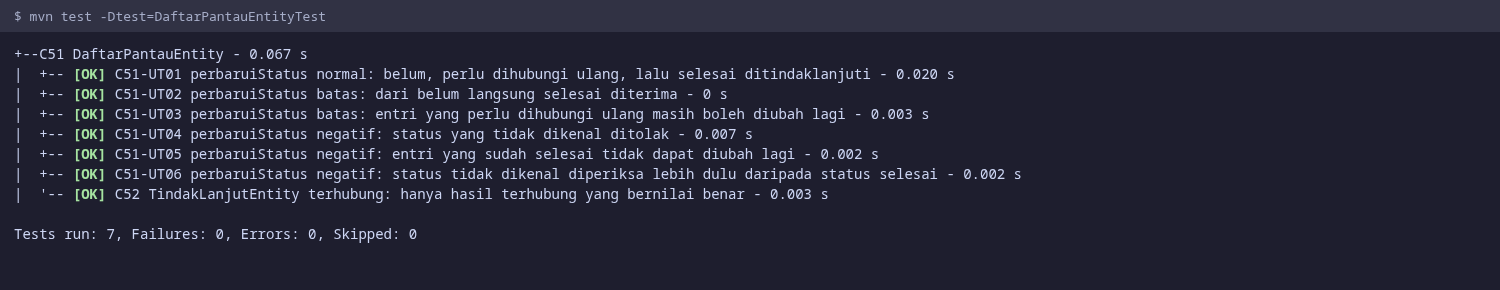 $ mvn test -Dtest=DaftarPantauEntityTest
+--C51 DaftarPantauEntity - 0.067 s
|  +-- [OK] C51-UT01 perbaruiStatus normal: belum, perlu dihubungi ulang, lalu selesai ditindaklanjuti - 0.020 s
|  +-- [OK] C51-UT02 perbaruiStatus batas: dari belum langsung selesai diterima - 0 s
|  +-- [OK] C51-UT03 perbaruiStatus batas: entri yang perlu dihubungi ulang masih boleh diubah lagi - 0.003 s
|  +-- [OK] C51-UT04 perbaruiStatus negatif: status yang tidak dikenal ditolak - 0.007 s
|  +-- [OK] C51-UT05 perbaruiStatus negatif: entri yang sudah selesai tidak dapat diubah lagi - 0.002 s
|  +-- [OK] C51-UT06 perbaruiStatus negatif: status tidak dikenal diperiksa lebih dulu daripada status selesai - 0.002 s
|  '-- [OK] C52 TindakLanjutEntity terhubung: hanya hasil terhubung yang bernilai benar - 0.003 s
Tests run: 7, Failures: 0, Errors: 0, Skipped: 0